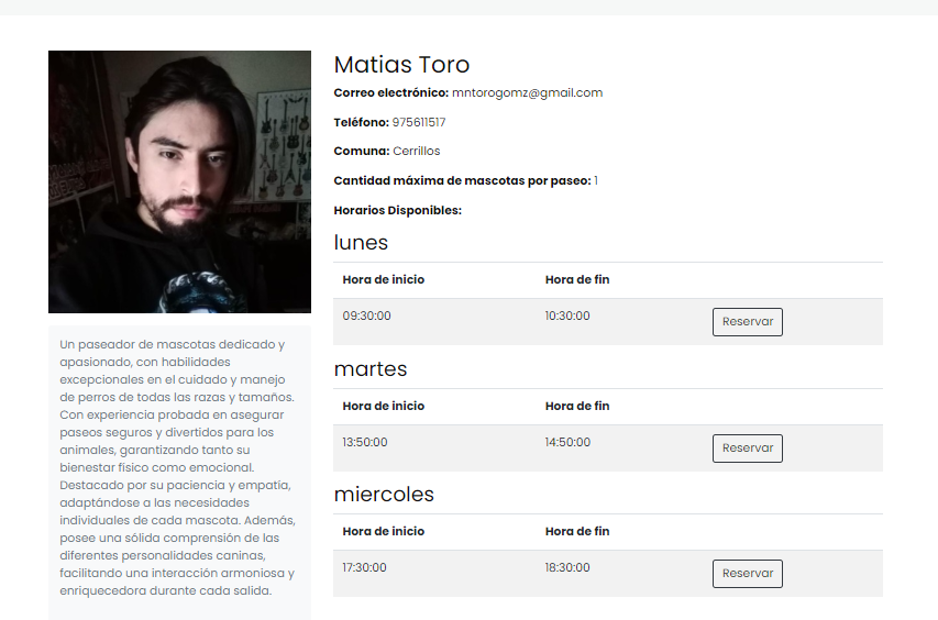 Matias Toro
Correo electrónico: mntorogomz@gmail.com
Teléfono: 975611517
Comuna: Cerrillos
Cantidad máxima de mascotas por paseo: 1
Horarios Disponibles:
lunes
Hora de inicio Hora de fin
09:30:00 10:30:00 Reservar
martes
Hora de inicio Hora de fin
13:50:00 14:50:00 Reservar
miercoles
Hora de inicio Hora de fin
17:30:00 18:30:00 Reservar
Un paseador de mascotas dedicado y
apasionado, con habilidades
excepcionales en el cuidado y manejo
de perros de todas las razas y tamaños.
Con experiencia probada en asegurar
paseos seguros y divertidos para los
animales, garantizando tanto su
bienestar físico como emocional.
Destacado por su paciencia y empatía,
adaptándose a las necesidades
individuales de cada mascota. Además,
posee una sólida comprensión de las
diferentes personalidades caninas,
facilitando una interacción armoniosa y
enriquecedora durante cada salida.